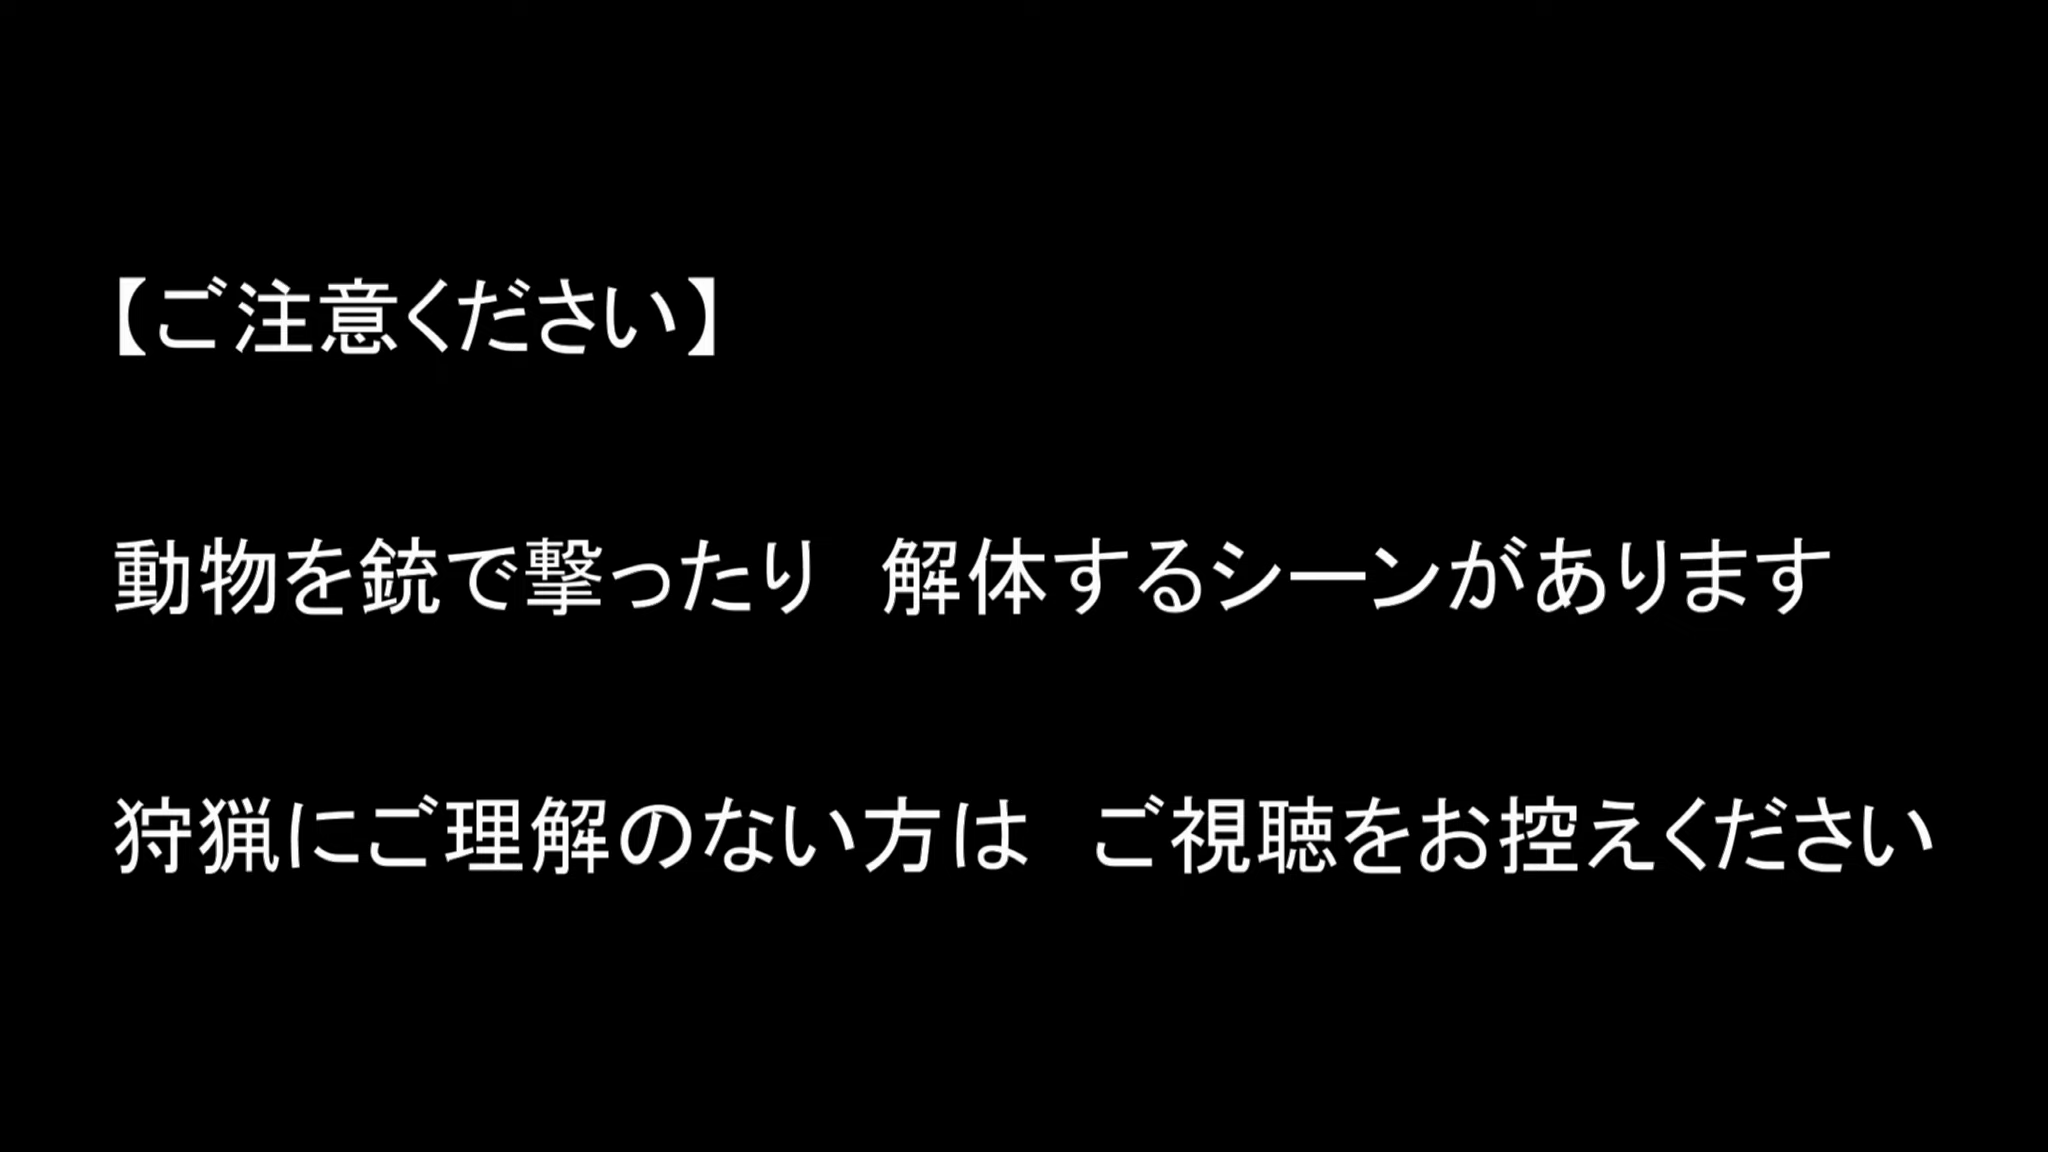 【ご注意ください】
動物を銃で撃ったり　解体するシーンがあります
狩猟にご理解のない方は　ご視聴をお控えください